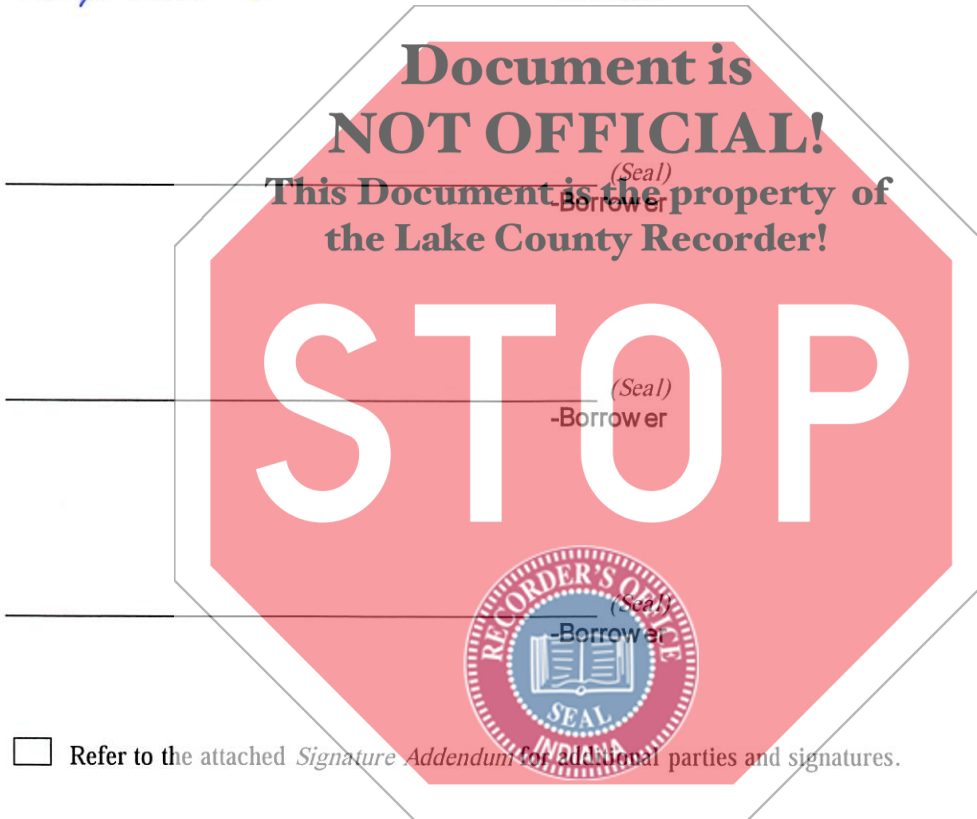 Document is
NOT OFFICIAL!
(Seal)
This Document is the property of
-Borrower
the Lake County Recorder!
STOP
(Seal)
-Borrower
RECORDER'S OFFICE
(Seal)
-Borrower
SEAL
INDIANA
Refer to the attached Signature Addendum for additional parties and signatures.